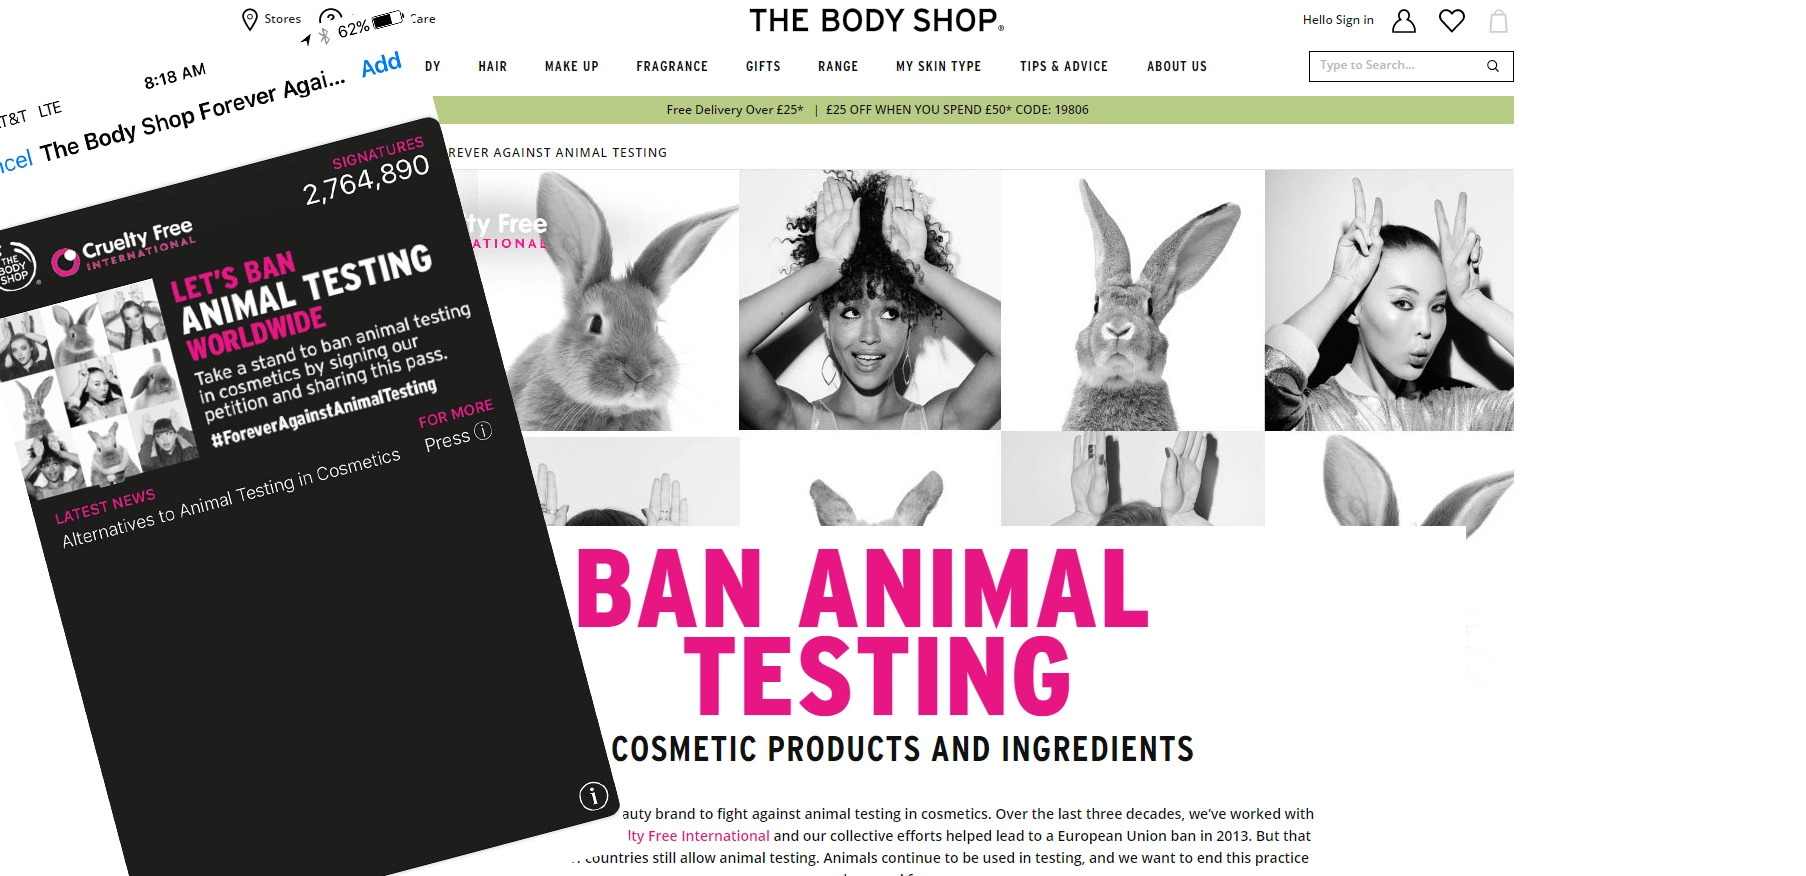 Stores
Care
THE BODY SHOP®
Hello Sign in
DY HAIR MAKE UP FRAGRANCE GIFTS RANGE MY SKIN TYPE TIPS & ADVICE ABOUT US
Type to Search...
Free Delivery Over £25* | £25 OFF WHEN YOU SPEND £50* CODE: 19806
REVER AGAINST ANIMAL TESTING
ty Free
ATIONAL
BAN ANIMAL
TESTING
COSMETIC PRODUCTS AND INGREDIENTS
auty brand to fight against animal testing in cosmetics. Over the last three decades, we've worked with
lty Free International and our collective efforts helped lead to a European Union ban in 2013. But that
countries still allow animal testing. Animals continue to be used in testing, and we want to end this practice
62%
T&T LTE
8:18 AM
ncel The Body Shop Forever Agai... Add
SIGNATURES
2,764,890
THE
BODY
SHOP®
Cruelty Free
INTERNATIONAL
LET'S BAN
ANIMAL TESTING
WORLDWIDE
Take a stand to ban animal testing
in cosmetics by signing our
petition and sharing this pass.
#ForeverAgainstAnimalTesting
LATEST NEWS
Alternatives to Animal Testing in Cosmetics
FOR MORE
Press ⓘ
i